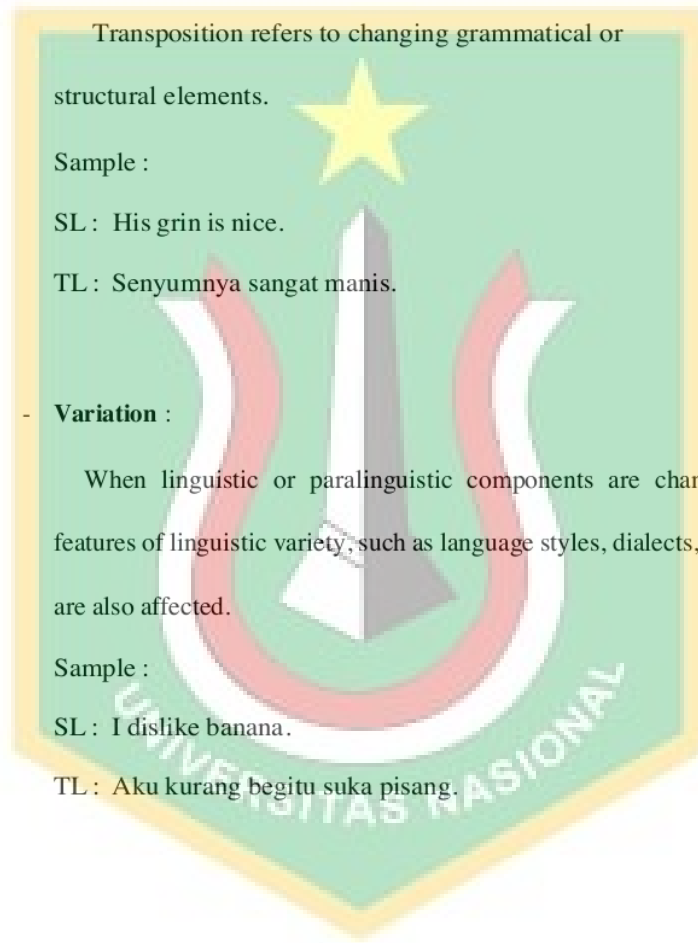 Transposition refers to changing grammatical or
structural elements.
Sample :
SL : His grin is nice.
TL : Senyumnya sangat manis.
- Variation :
When linguistic or paralinguistic components are
features of linguistic variety, such as language styles, dialects,
are also affected.
Sample :
SL : I dislike banana.
TL : Aku kurang begitu suka pisang.
UNIVERSITAS NASIONAL